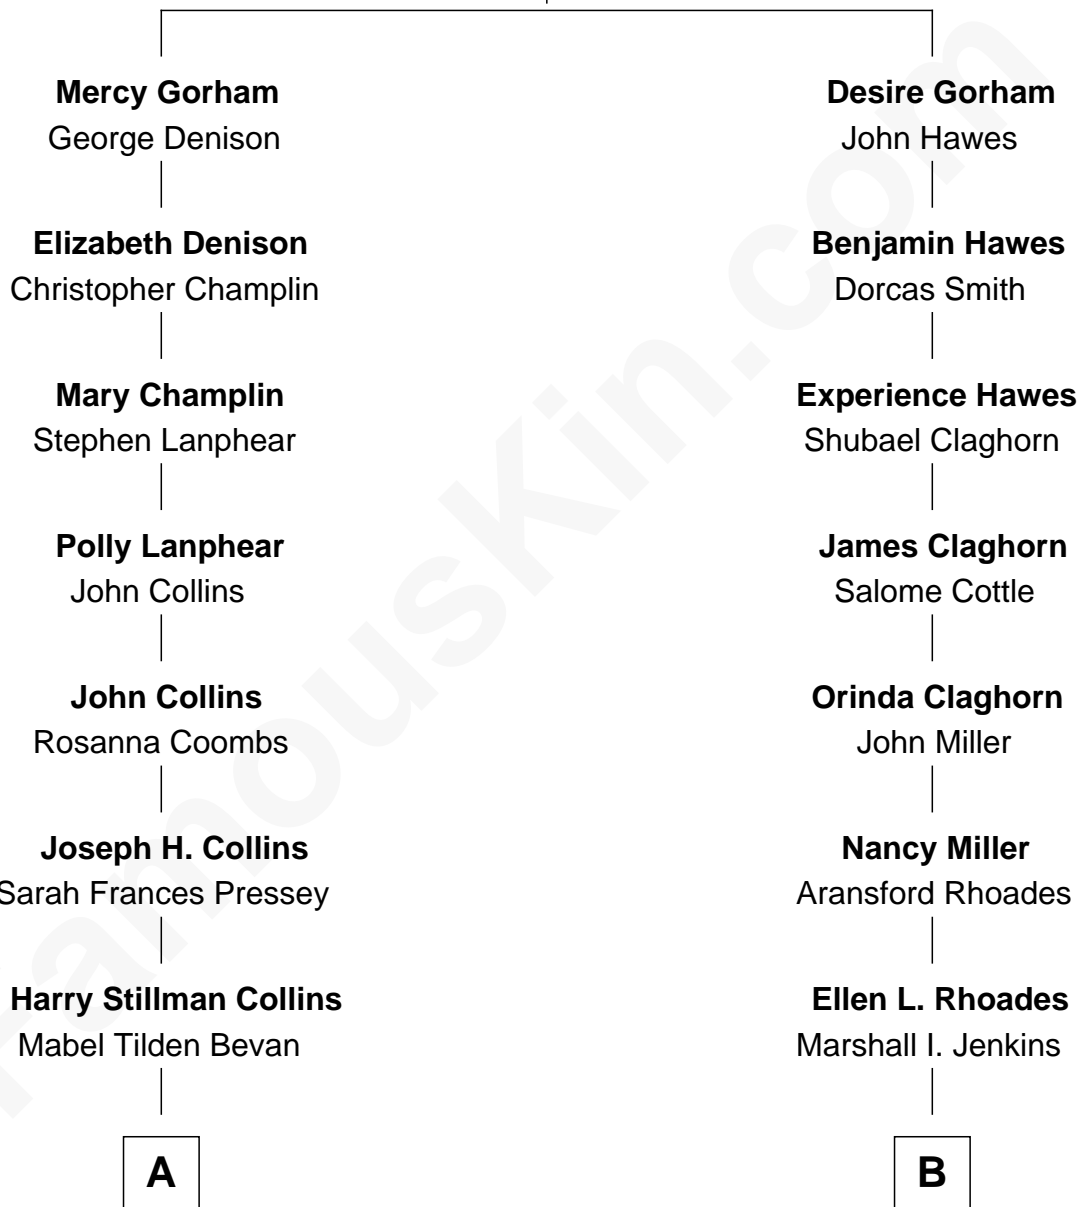 Mercy Gorham
George Denison
Elizabeth Denison
Christopher Champlin
Mary Champlin
Stephen Lanphear
Polly Lanphear
John Collins
John Collins
Rosanna Coombs
Joseph H. Collins
Sarah Frances Pressey
Harry Stillman Collins
Mabel Tilden Bevan
A
Desire Gorham
John Hawes
Benjamin Hawes
Dorcas Smith
Experience Hawes
Shubael Claghorn
James Claghorn
Salome Cottle
Orinda Claghorn
John Miller
Nancy Miller
Aransford Rhoades
Ellen L. Rhoades
Marshall I. Jenkins
B
FamousKin.com